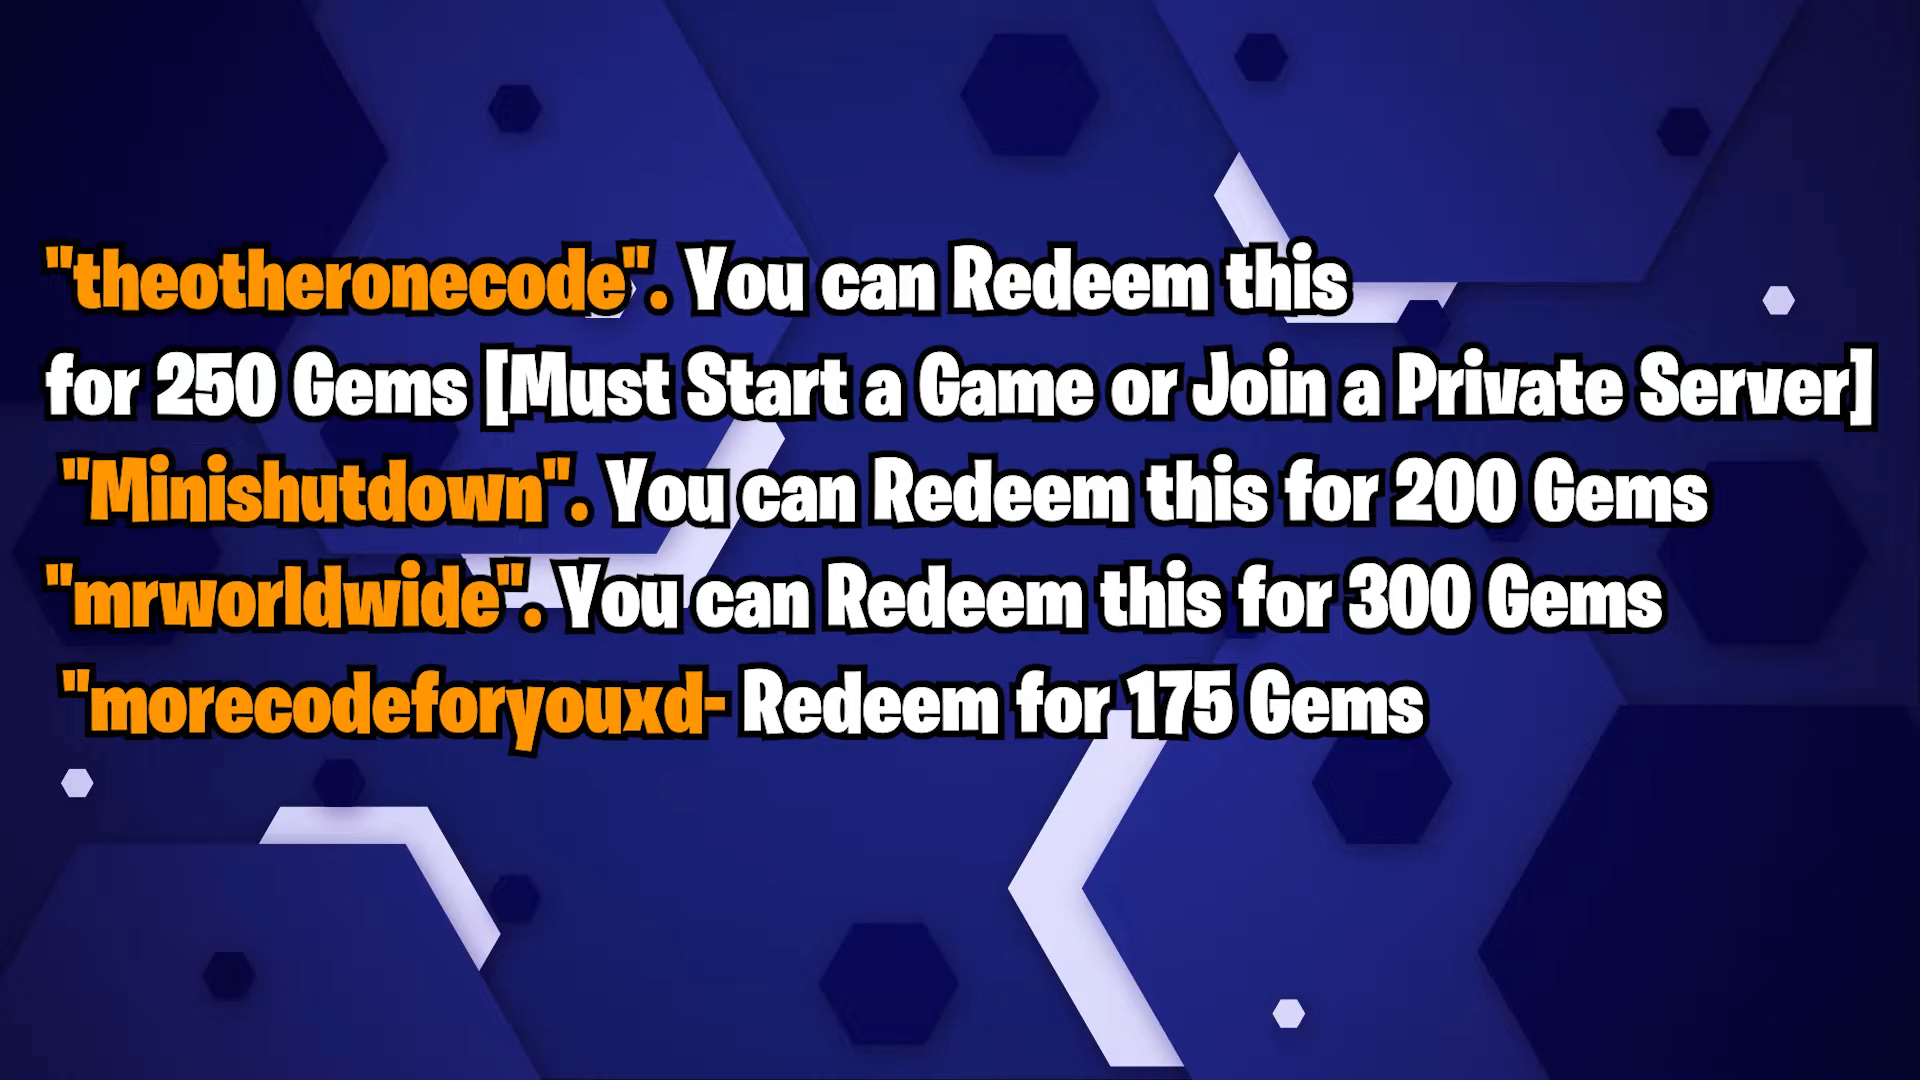 "theotheronecode". You can Redeem this
for 250 Gems [Must Start a Game or Join a Private Server]
"Minishutdown". You can Redeem this for 200 Gems
"mrworldwide". You can Redeem this for 300 Gems
"morecodeforyouxd- Redeem for 175 Gems